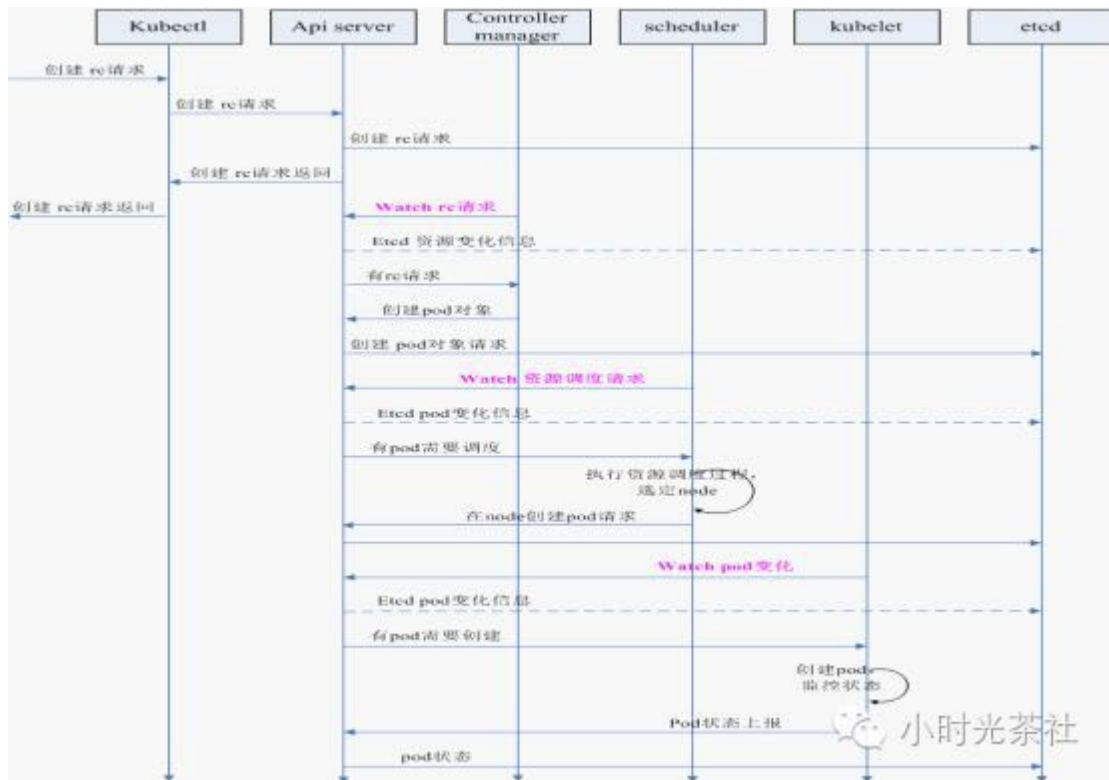 Kubectl
Api server
Controller
manager
scheduler
kubelet
etcd
创建 rc请求
创建 rc请求
创建 rc请求
创建 rc请求返回
创建 rc请求返回
Watch rc请求
Etcd 资源变化信息
有rc请求
创建pod对象
创建 pod对象请求
Watch 资源调度请求
Etcd pod变化信息
有pod需要调度
执行资源调度过程,
选定node
在node创建pod请求
Watch pod变化
Etcd pod变化信息
有pod需要创建
创建pod,
监控状态
Pod状态上报
小时光茶社
pod状态